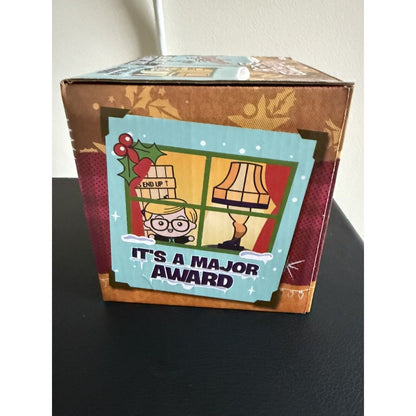 END UP ↑
IT'S A MAJOR
AWARD